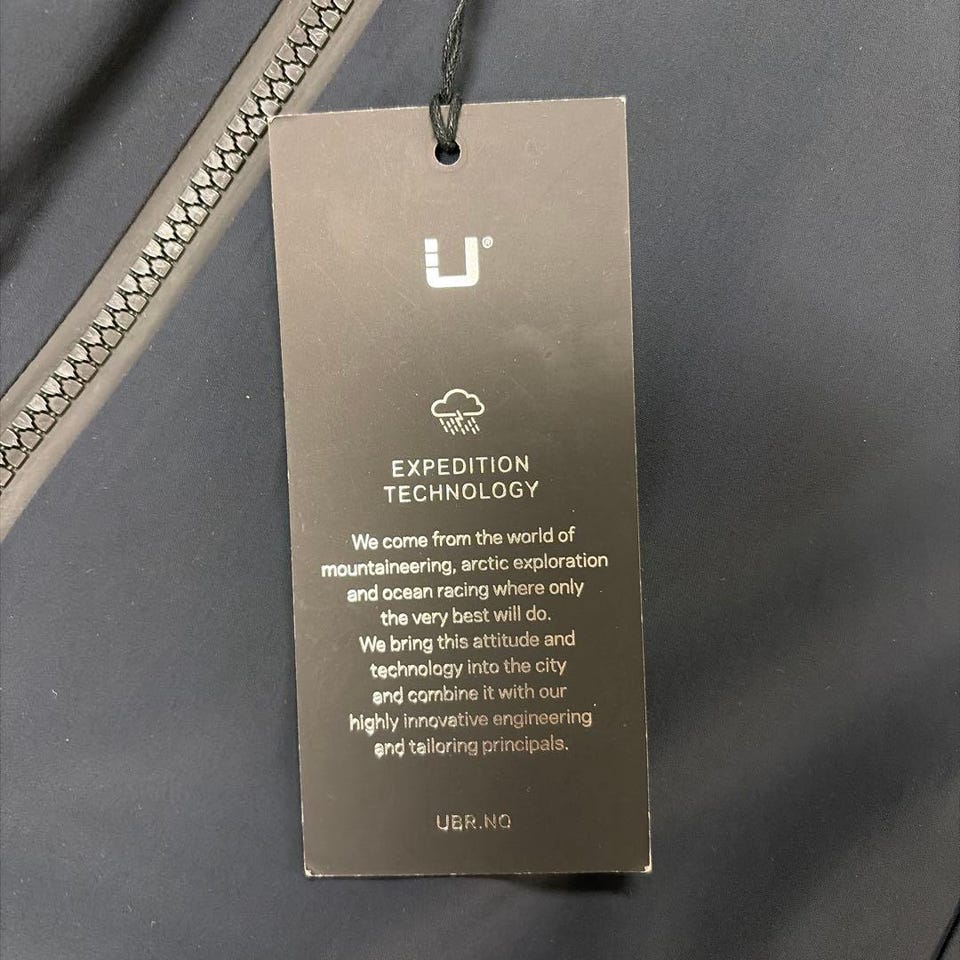 U®
EXPEDITION
TECHNOLOGY
We come from the world of
mountaineering, arctic exploration
and ocean racing where only
the very best will do.
We bring this attitude and
technology into the city
and combine it with our
highly innovative engineering
and tailoring principals.
UBR.NO